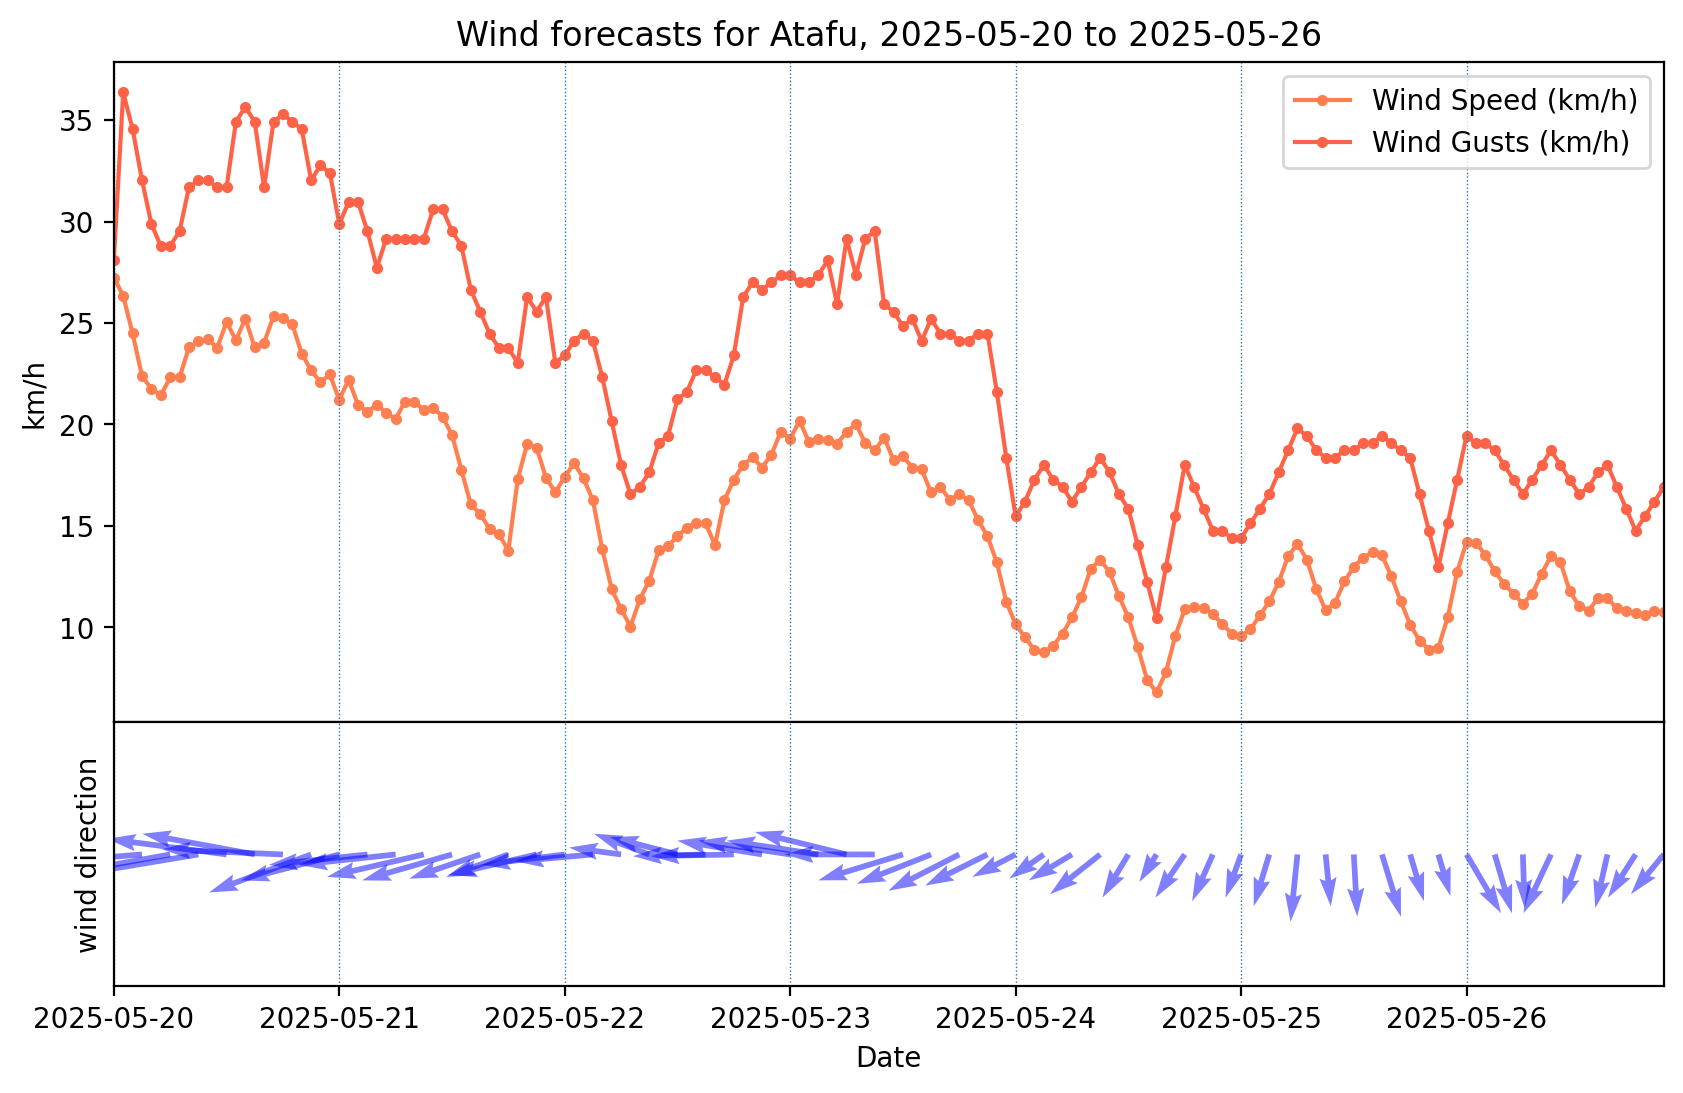 Wind forecasts for Atafu, 2025-05-20 to 2025-05-26
Wind Speed (km/h)
Wind Gusts (km/h)
35
30
25
20
15
10
km/h
wind direction
2025-05-20
2025-05-21
2025-05-22
2025-05-23
2025-05-24
2025-05-25
2025-05-26
Date